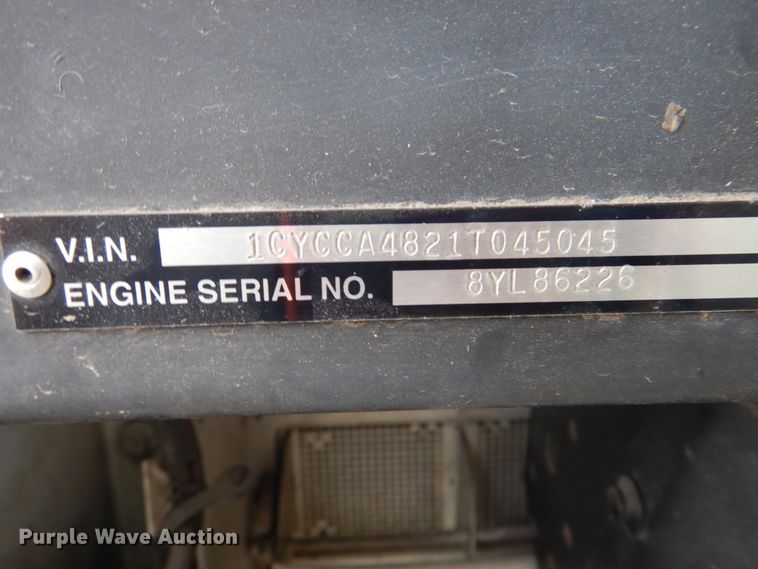 V.I.N. 1CYCCA4821T045045
ENGINE SERIAL NO. 8YL86226
Purple Wave Auction®